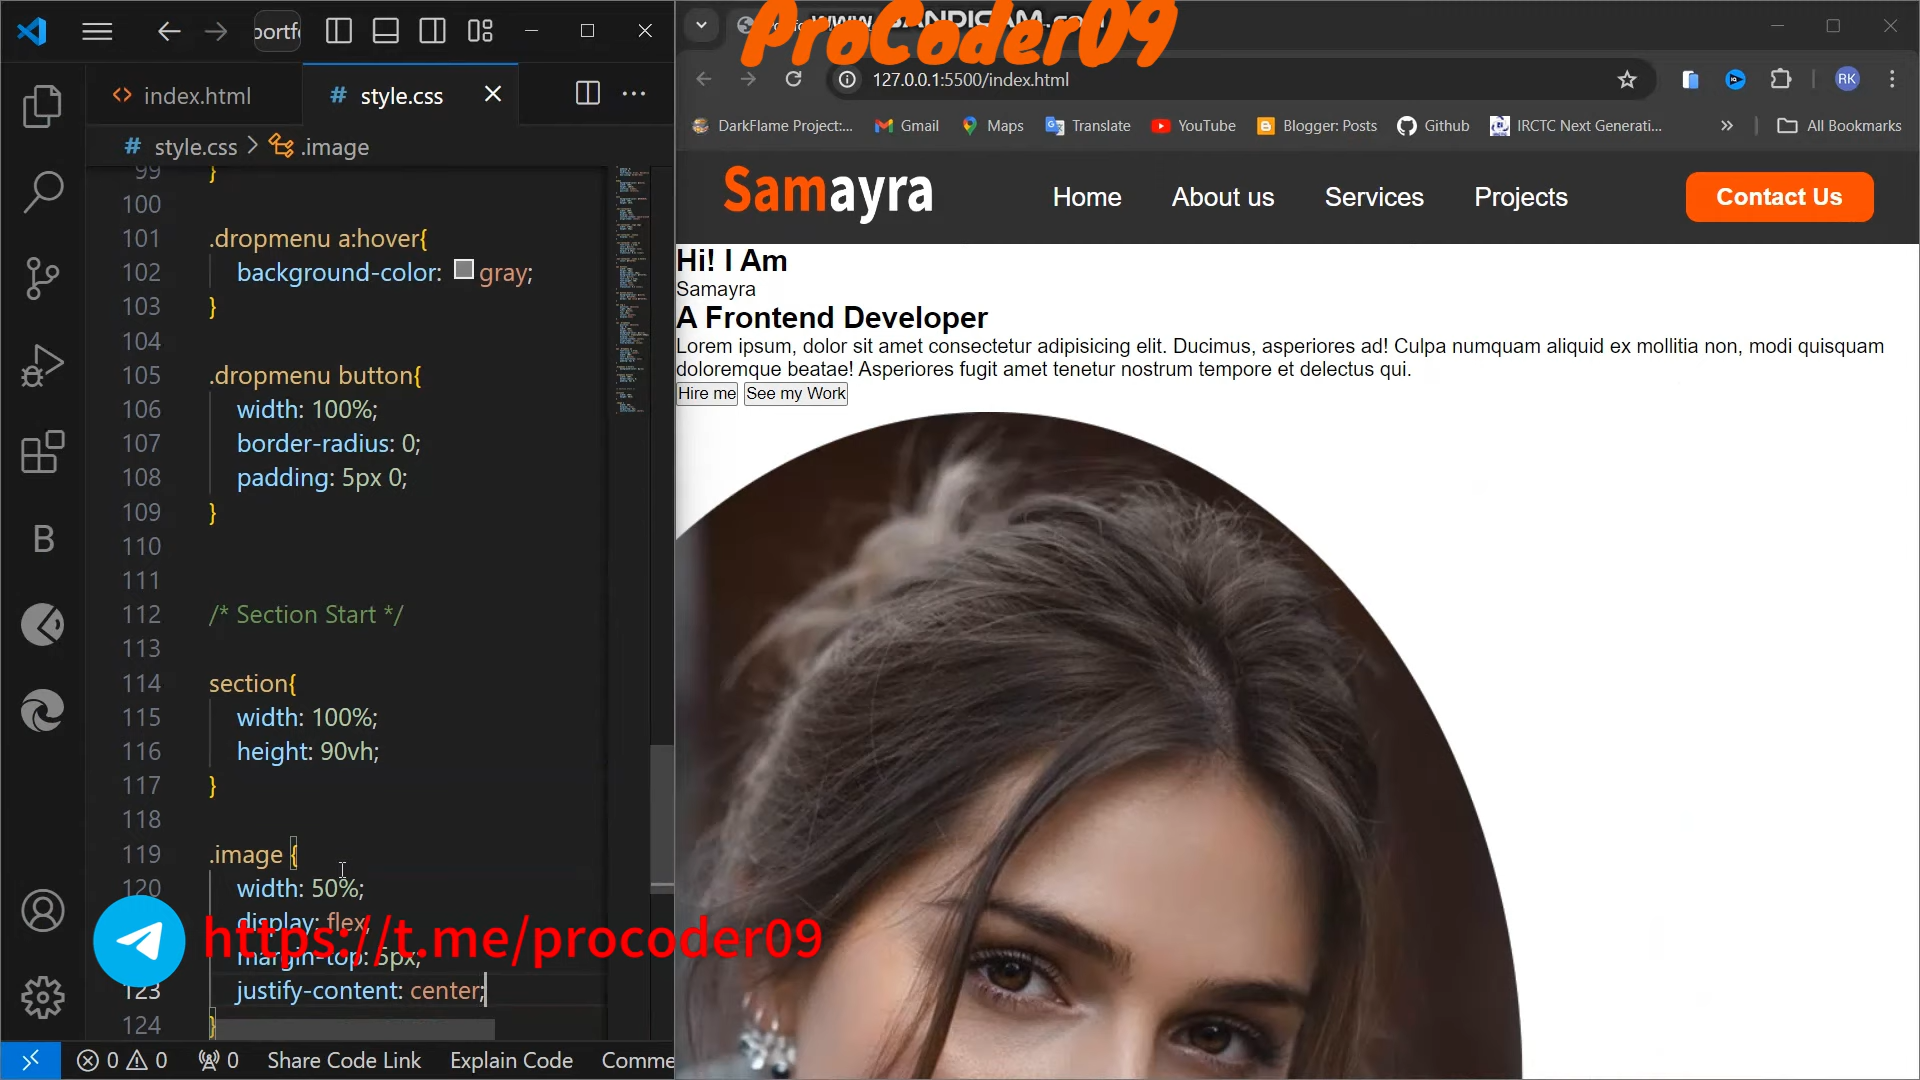 portfo
index.html
# style.css
# style.css > .image
99 }
100
101 .dropmenu a:hover{
102 background-color: gray;
103 }
104
105 .dropmenu button{
106 width: 100%;
107 border-radius: 0;
108 padding: 5px 0;
109 }
110
111
112 /* Section Start */
113
114 section{
115 width: 100%;
116 height: 90vh;
117 }
118
119 .image {
120 width: 50%;
display: flex;
margin-top: 5px;
123 justify-content: center;
124 }
https://t.me/procoder09
0 0 0 Share Code Link Explain Code Comme
ProCoder09
127.0.0.1:5500/index.html
RK
DarkFlame Project:... Gmail Maps Translate YouTube Blogger: Posts Github IRCTC Next Generati... » All Bookmarks
Samayra Home About us Services Projects Contact Us
Hi! I Am
Samayra
A Frontend Developer
Lorem ipsum, dolor sit amet consectetur adipisicing elit. Ducimus, asperiores ad! Culpa numquam aliquid ex mollitia non, modi quisquam
doloremque beatae! Asperiores fugit amet tenetur nostrum tempore et delectus qui.
Hire me See my Work